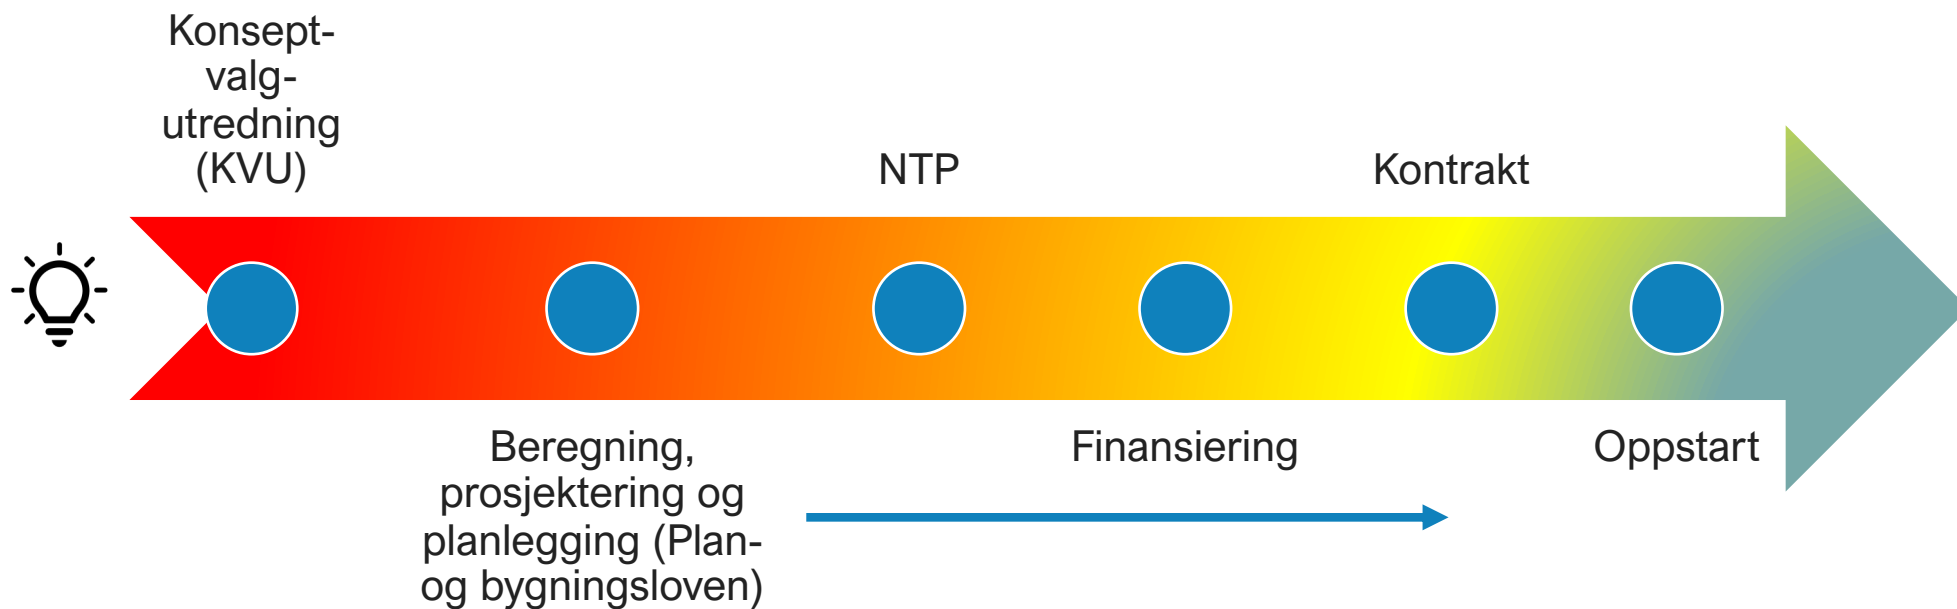 Konsept-
valg-
utredning
(KVU)
NTP
Kontrakt
Beregning,
prosjektering og
planlegging (Plan-
og bygningsloven)
Finansiering
Oppstart